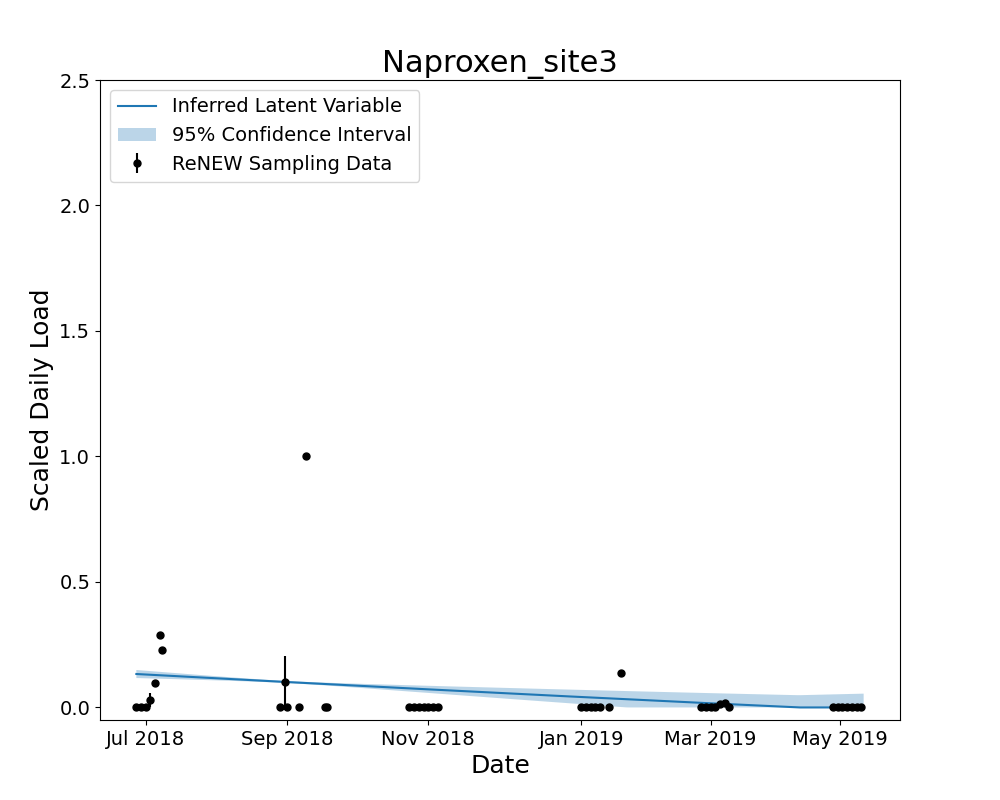 Naproxen_site3
2.5
Inferred Latent Variable
95% Confidence Interval
ReNEW Sampling Data
2.0
1.5
1.0
0.5
0.0
Scaled Daily Load
Jul 2018 Sep 2018 Nov 2018 Jan 2019 Mar 2019 May 2019
Date